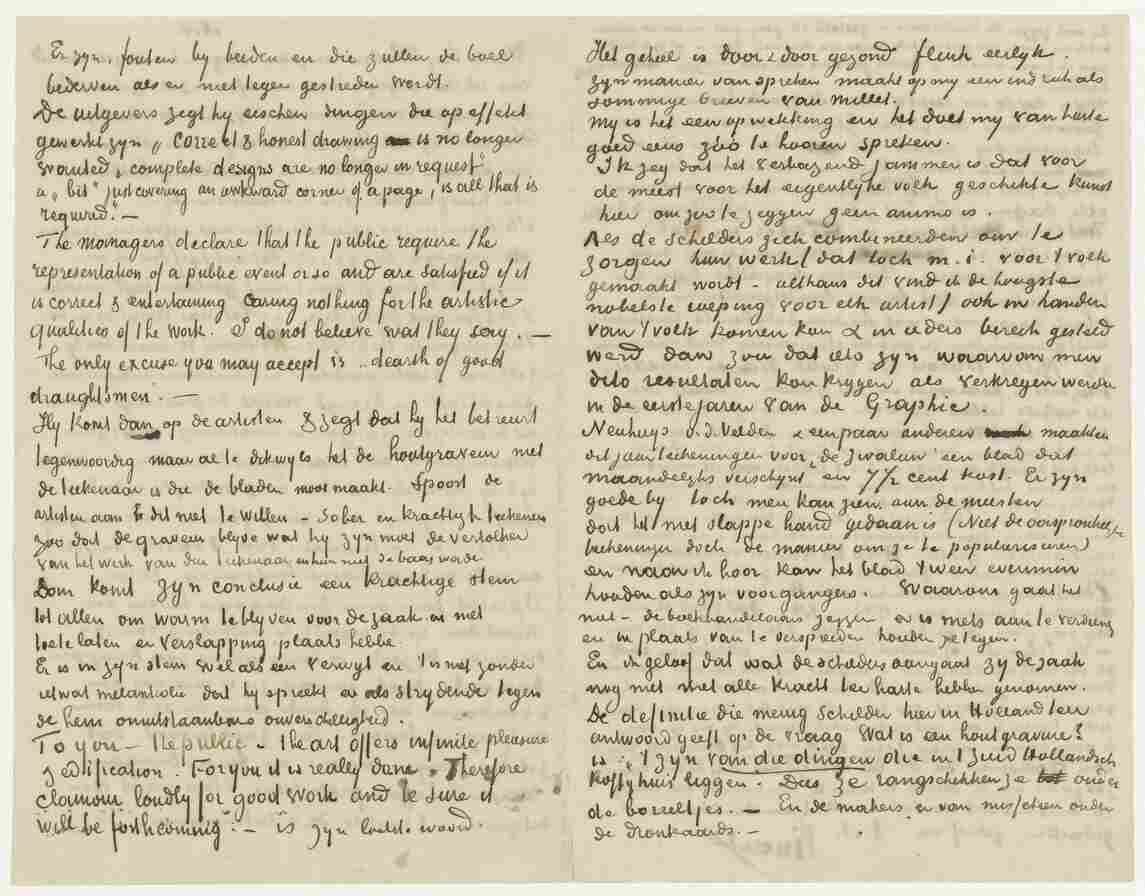 Er zijn fouten by beiden en die zullen de boel
bederven als er niet tegen gestreden wordt.
De uitgevers zegt hy eischen dingen die op effekt
gewerkt zyn „Correct & honest drawing is no longer
wanted, complete designs are no longer in request"
a „bit" just covering an awkward corner of a page, is all that is
required". —
The managers declare that the public require the
representation of a public event or so and are satisfied if it
is correct & entertaining caring nothing for the artistic
qualities of the work. I do not believe wat they say. —
The only excuse you may accept is „dearth of good
draughtsmen". —
Hy komt dan op de artisten & zegt dat hy het betreurt
tegenwoordig maar al te dikwyls het de houtgraveur niet
de teekenaar is die de bladen mooi maakt. Spoort de
artisten aan dit niet te willen – sober en krachtig te teekenen
zoo dat de graveur blyve wat hy zyn moet de vertolker
van het werk van den teekenaar en hun niet de baas worde
Dan komt zyn conclusie een krachtige stem
tot allen om warm te blyven voor de zaak en niet
toe te laten en verslapping plaats hebbe.
Er is in zyn stem wel als een verwyt en 't is niet zonder
ietwat melankolie dat hy spreekt en als strydende tegen
de hem onuitstaanbare onverschilligheid.
To you – the public – the art offers infinite pleasure
& edification. For you it is really done. Therefore
clamour loudly for good work and be sure it
will be forthcoming". — is zyn laatste woord.
Het geheel is door & door gezond flink eerlyk.
zyn manier van spreken maakt op my een indruk als
sommige brieven van Millet.
My is het een opwekking en het doet my van harte
goed eens zóó te hooren spreken.
Ik zeg dat het verbazend jammer is dat voor
de meest voor het eigentlyke volk geschikte kunst
hier om zoo te zeggen geen animo is.
Als de schilders zich combineerden om te
zorgen hun werk (dat toch m.i. voor 't volk
gemaakt wordt – althans dit vind ik de hoogste
nobelste roeping voor elk artist) ook in handen
van 't volk komen kan & in ieders bereik gesteld
werd dan zou dat iets zyn waarvan men
dito resultaten kon krygen als verkregen werden
in de eerste jaren van de Graphic.
Neuhuys v.d. Velden & een paar anderen maakten
dit jaar teekeningen voor „de zwaluw" een blad dat
maandelyks verschynt en 7½ cent kost. Er zyn
goede by toch men kan zien aan de meesten
dat het met slappe hand gedaan is (Niet de oorspronkelyke
teekeningen doch de manier om ze te populariseeren)
en naar ik hoor kan het blad 't weer evenmin
houden als zyn voorgangers. Waarom gaat het
niet – de boekhandelaars zeggen er is niets aan te verdienen
en in plaats van te verspreiden houden ze tegen.
En ik geloof dat wat de schilders aangaat zy de zaak
nog niet met alle kracht ter harte hebben genomen.
De definitie die menig schilder hier in Holland ten
antwoord geeft op de vraag wat is een houtgravure?
is: „'t zyn van die dingen die in 't Zuid Hollandsch
koffyhuis liggen". Dus ze rangschikken ze onder
de borreltjes. — En de makers er van misschien onder
de dronkaards. —